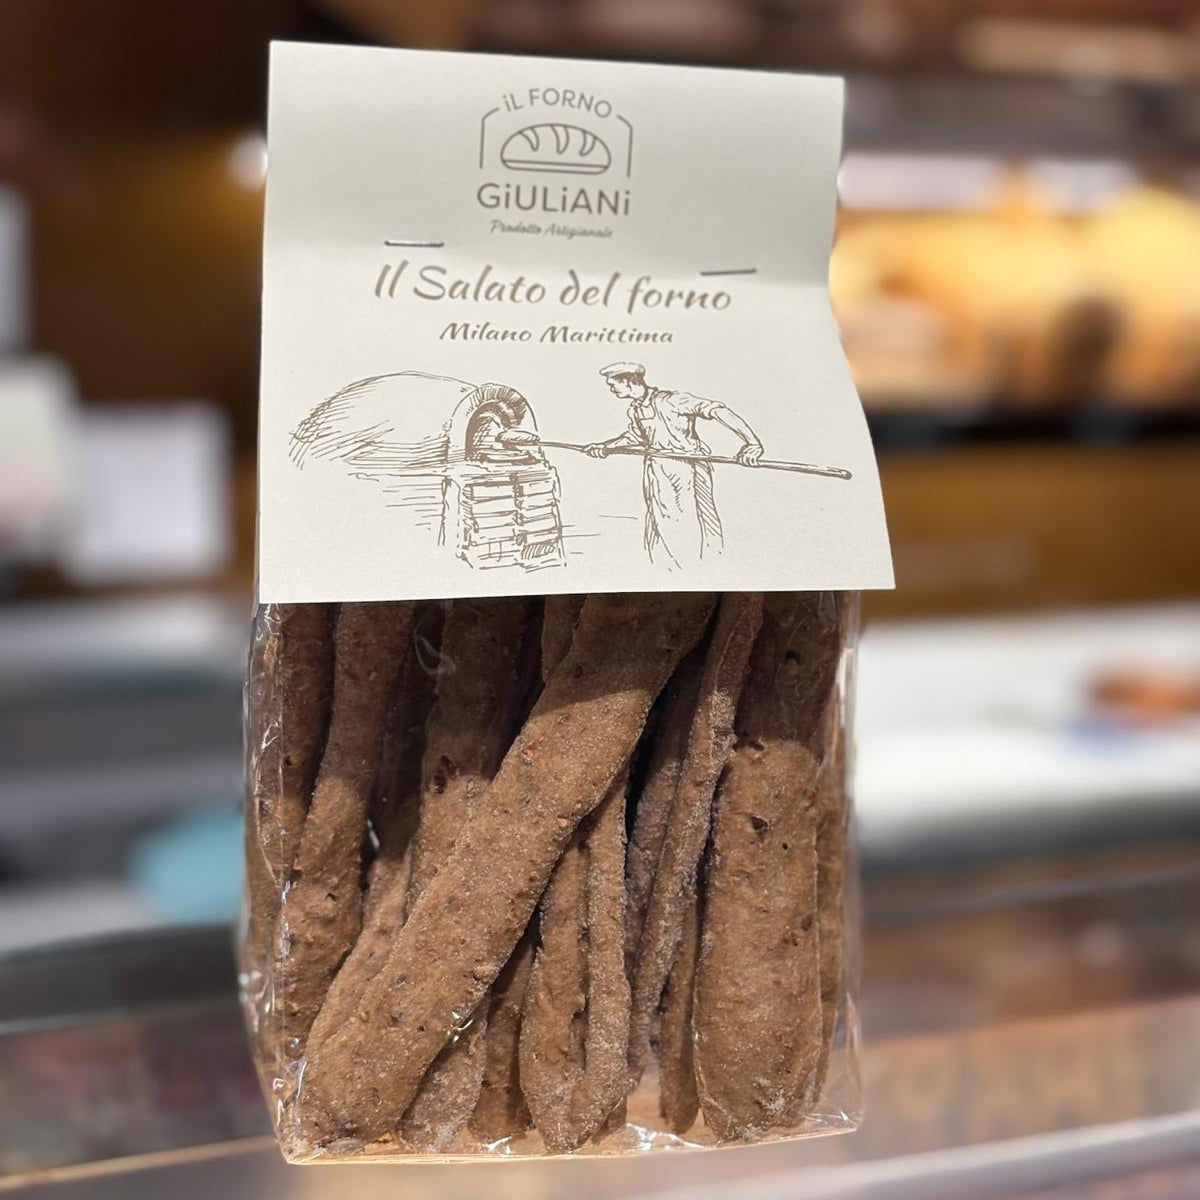 iL FORNO
GiULiANi
Prodotto Artigianale
Il Salato del forno
Milano Marittima